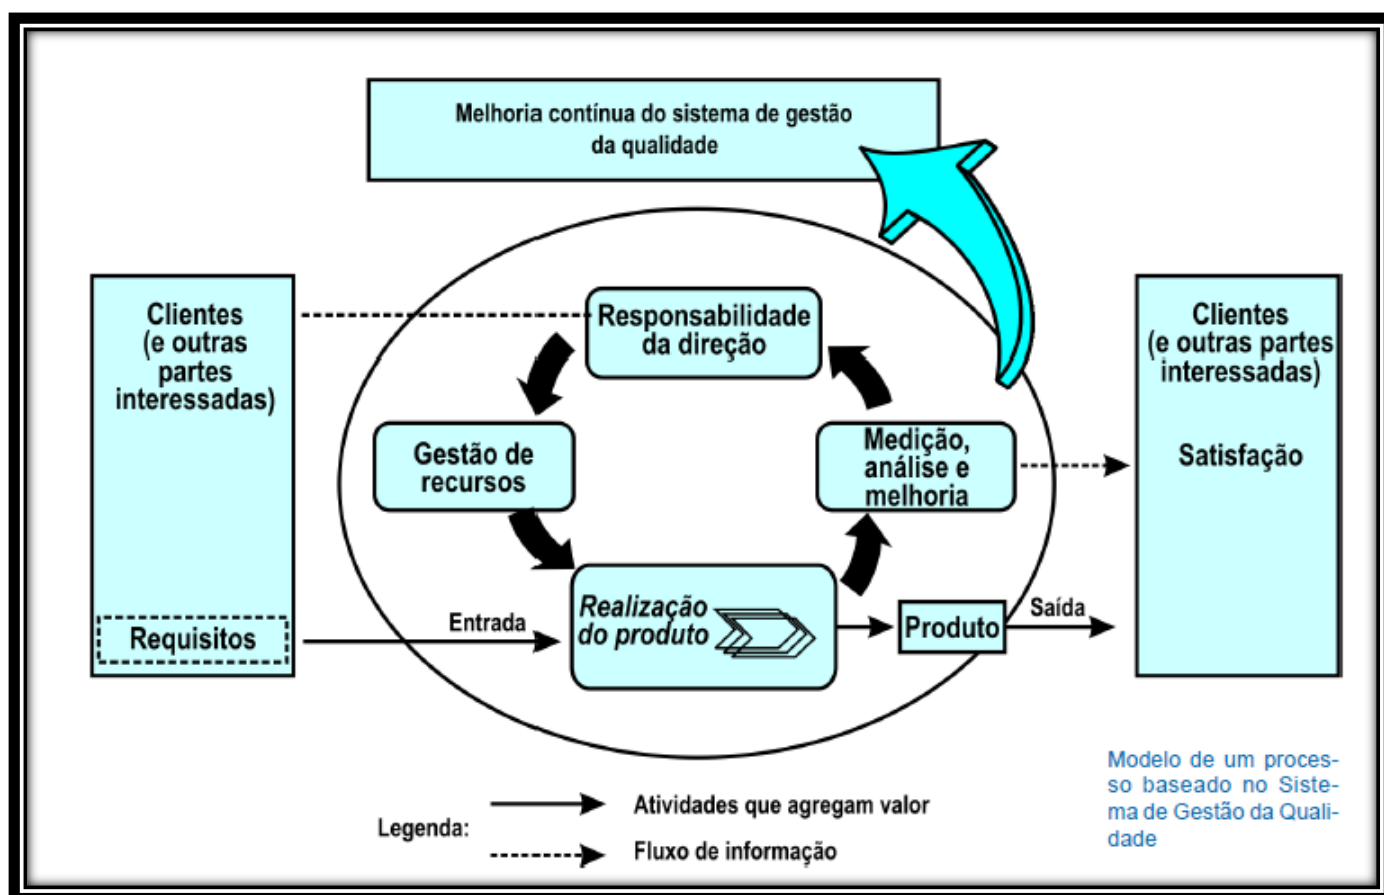 Melhoria contínua do sistema de gestão
da qualidade
Clientes
(e outras
partes
interessadas)
Requisitos
Responsabilidade
da direção
Gestão de
recursos
Medição,
análise e
melhoria
Entrada
Realização
do produto
Produto
Saída
Clientes
(e outras partes
interessadas)
Satisfação
Legenda:
Atividades que agregam valor
Fluxo de informação
Modelo de um proces-
so baseado no Siste-
ma de Gestão da Quali-
dade